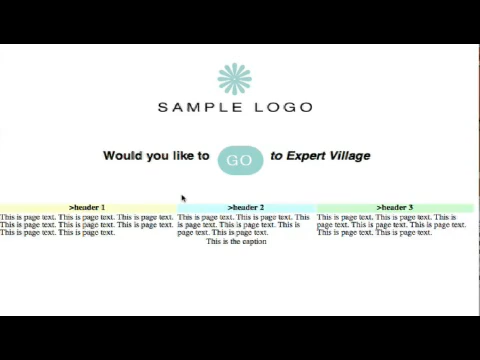 SAMPLE LOGO
Would you like to GO to Expert Village
>header 1 >header 2 >header 3
This is page text. This is page text. This is page text.
This is page text. This is page text. This is page text.
This is page text. This is page text.
This is page text. This is page text. This
is page text. This is page text. This is
page text. This is page text.
This is page text. This is page text. This is
page text. This is page text. This is page text.
This is page text. This is page text.
This is the caption